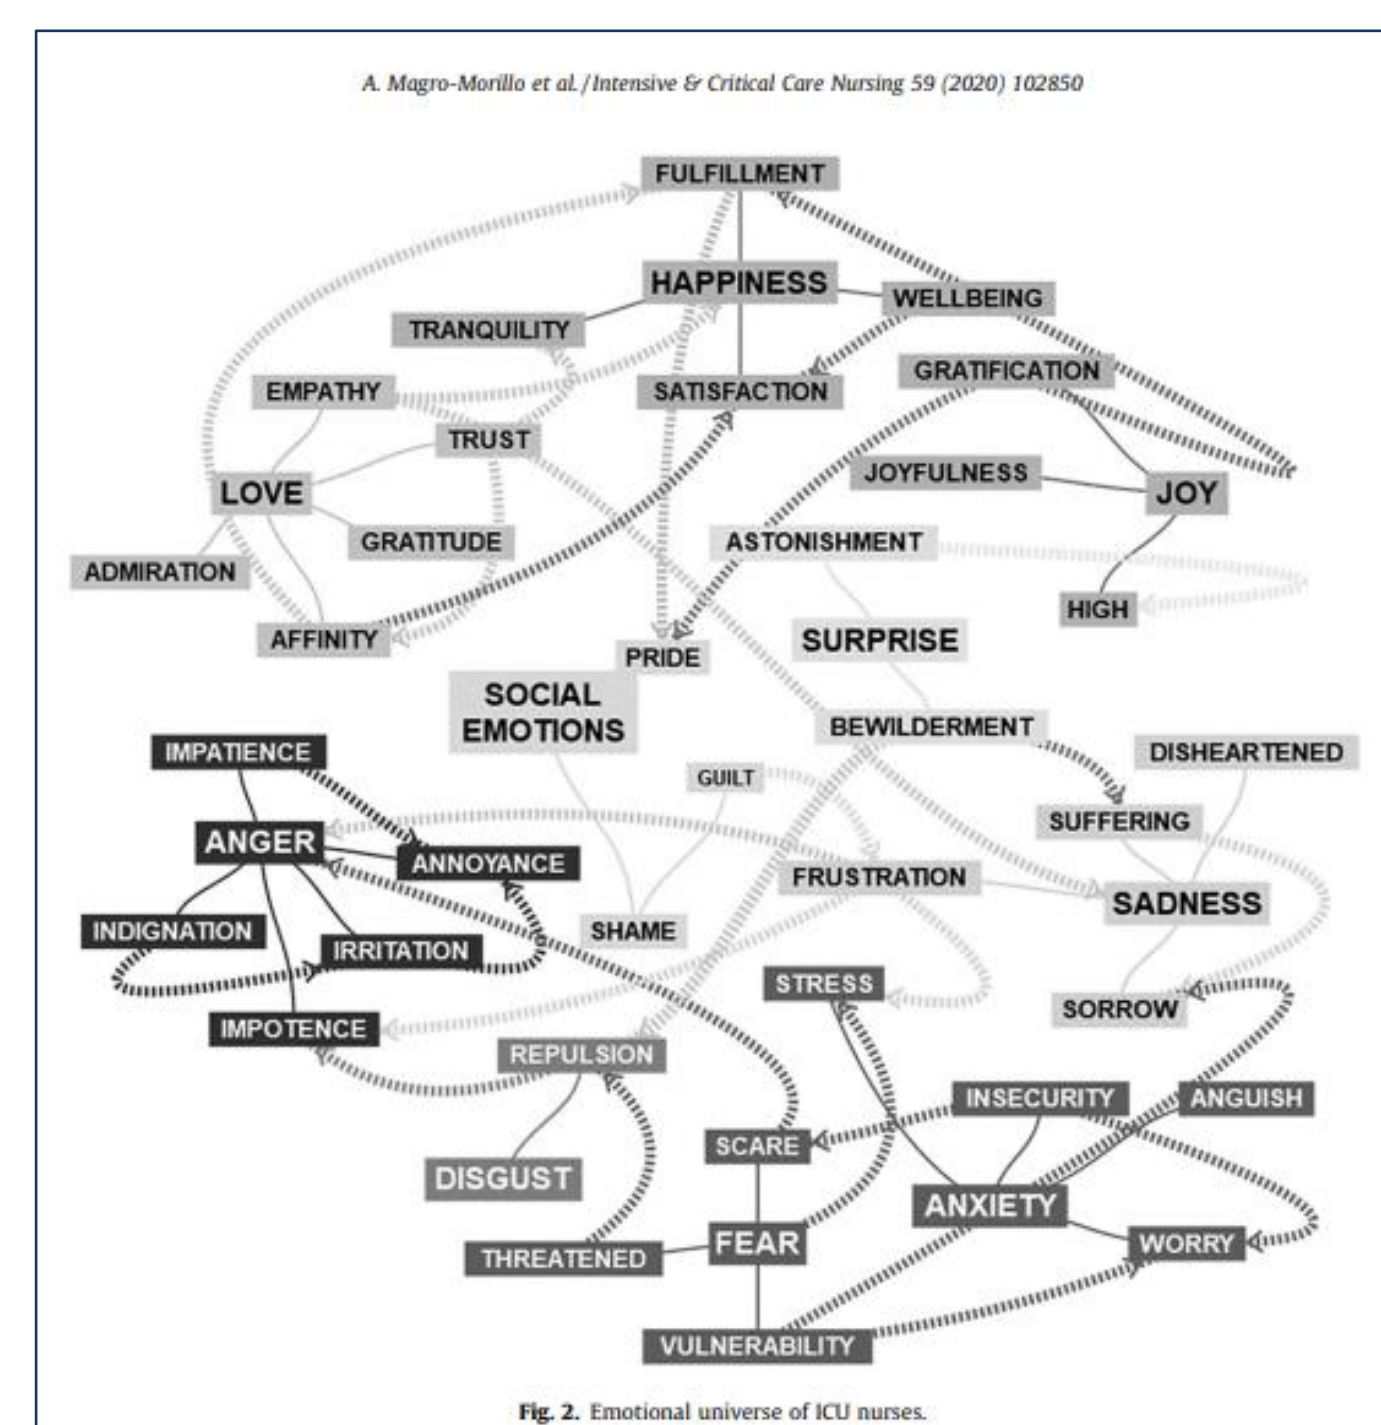 A. Magro-Morillo et al. / Intensive & Critical Care Nursing 59 (2020) 102850
FULFILLMENT
HAPPINESS
WELLBEING
TRANQUILITY
GRATIFICATION
EMPATHY
SATISFACTION
TRUST
JOYFULNESS
LOVE
JOY
GRATITUDE
ASTONISHMENT
ADMIRATION
HIGH
AFFINITY
SURPRISE
PRIDE
SOCIAL
EMOTIONS
BEWILDERMENT
IMPATIENCE
DISHEARTENED
GUILT
SUFFERING
ANGER
ANNOYANCE
FRUSTRATION
SADNESS
INDIGNATION
SHAME
IRRITATION
STRESS
SORROW
IMPOTENCE
REPULSION
INSECURITY
ANGUISH
SCARE
DISGUST
ANXIETY
FEAR
WORRY
THREATENED
VULNERABILITY
Fig. 2. Emotional universe of ICU nurses.